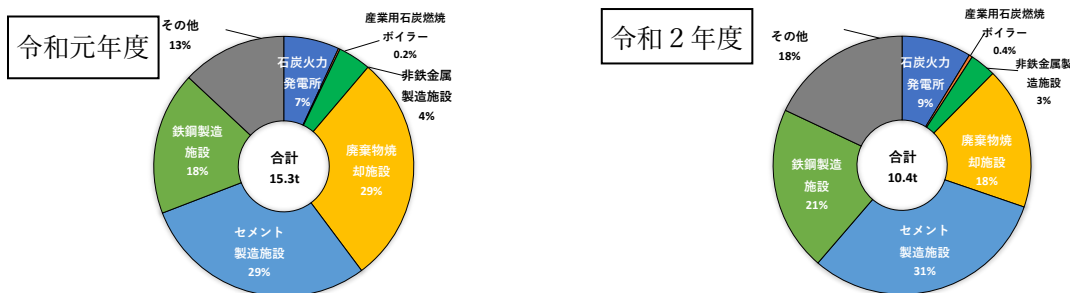 令和元年度
その他
13%
産業用石炭燃焼
ボイラー
0.2%
石炭火力
発電所
7%
非鉄金属
製造施設
4%
廃棄物焼
却施設
29%
セメント
製造施設
29%
鉄鋼製造
施設
18%
合計
15.3t
令和２年度
その他
18%
産業用石炭燃焼
ボイラー
0.4%
石炭火力
発電所
9%
非鉄金属製
造施設
3%
廃棄物焼
却施設
18%
セメント
製造施設
31%
鉄鋼製造
施設
21%
合計
10.4t